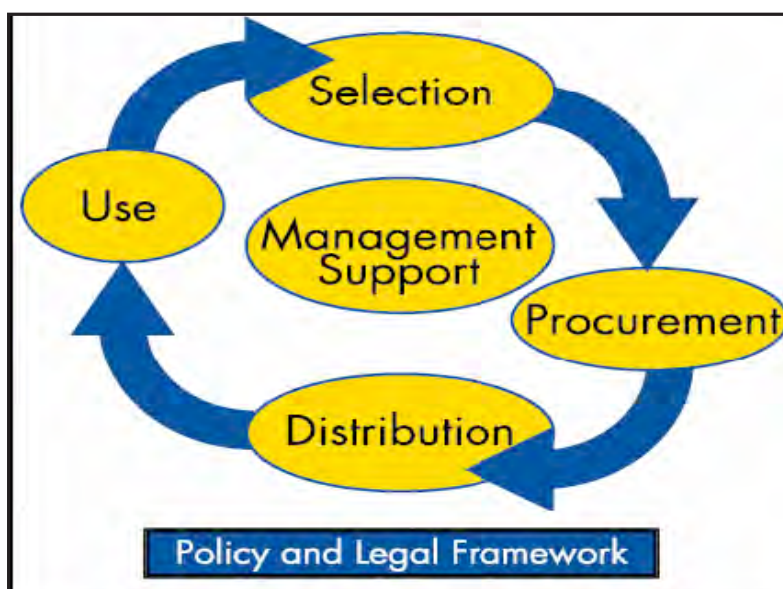 Selection
Use
Management
Support
Procurement
Distribution
Policy and Legal Framework